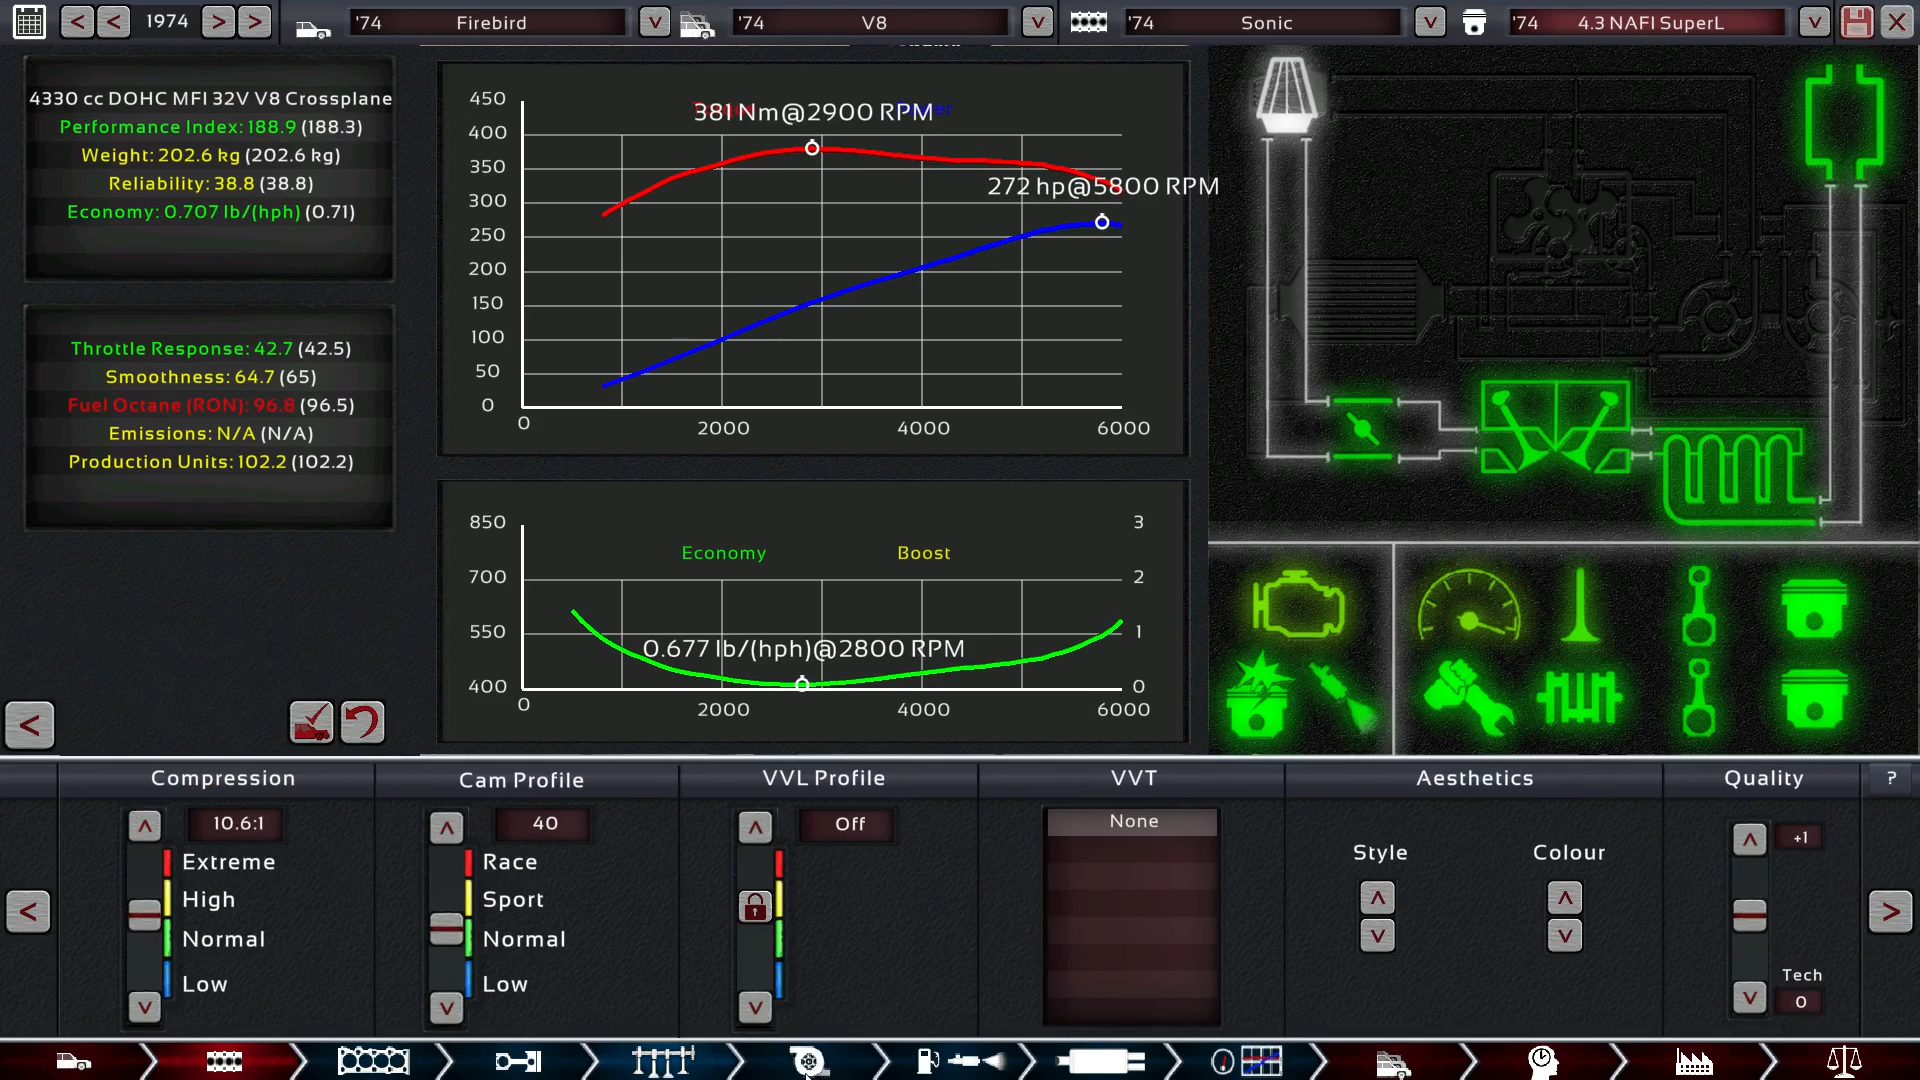 1974
'74 Firebird
'74 V8
'74 Sonic
'74 4.3 NAFI SuperL
4330 cc DOHC MFI 32V V8 Crossplane
Performance Index: 188.9 (188.3)
Weight: 202.6 kg (202.6 kg)
Reliability: 38.8 (38.8)
Economy: 0.707 lb/(hph) (0.71)
Throttle Response: 42.7 (42.5)
Smoothness: 64.7 (65)
Fuel Octane (RON): 96.8 (96.5)
Emissions: N/A (N/A)
Production Units: 102.2 (102.2)
450
400
350
300
250
200
150
100
50
0
381 Nm@2900 RPM
272 hp@5800 RPM
0
2000
4000
6000
850
700
550
400
Economy
Boost
3
2
1
0
0.677 lb/(hph)@2800 RPM
0
2000
4000
6000
Compression
10.6:1
Extreme
High
Normal
Low
Cam Profile
40
Race
Sport
Normal
Low
VVL Profile
Off
VVT
None
Aesthetics
Style
Colour
Quality
?
+1
Tech
0